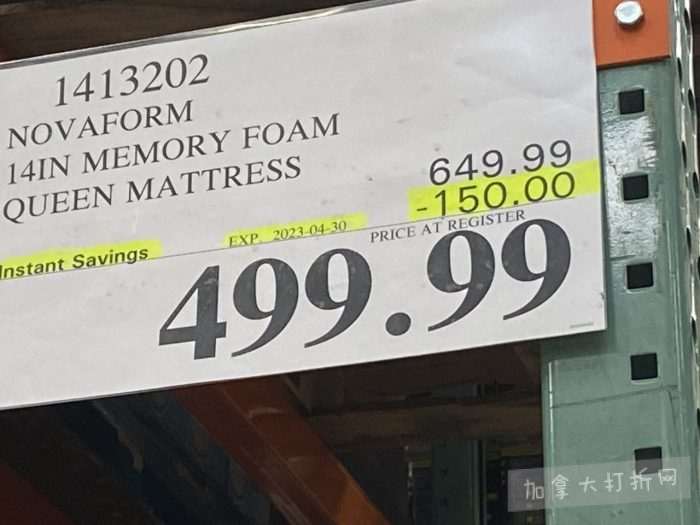 1413202
NOVAFORM
14IN MEMORY FOAM
QUEEN MATTRESS
649.99
-150.00
Instant Savings
EXP. 2023-04-30
PRICE AT REGISTER
499.99
加拿大打折网